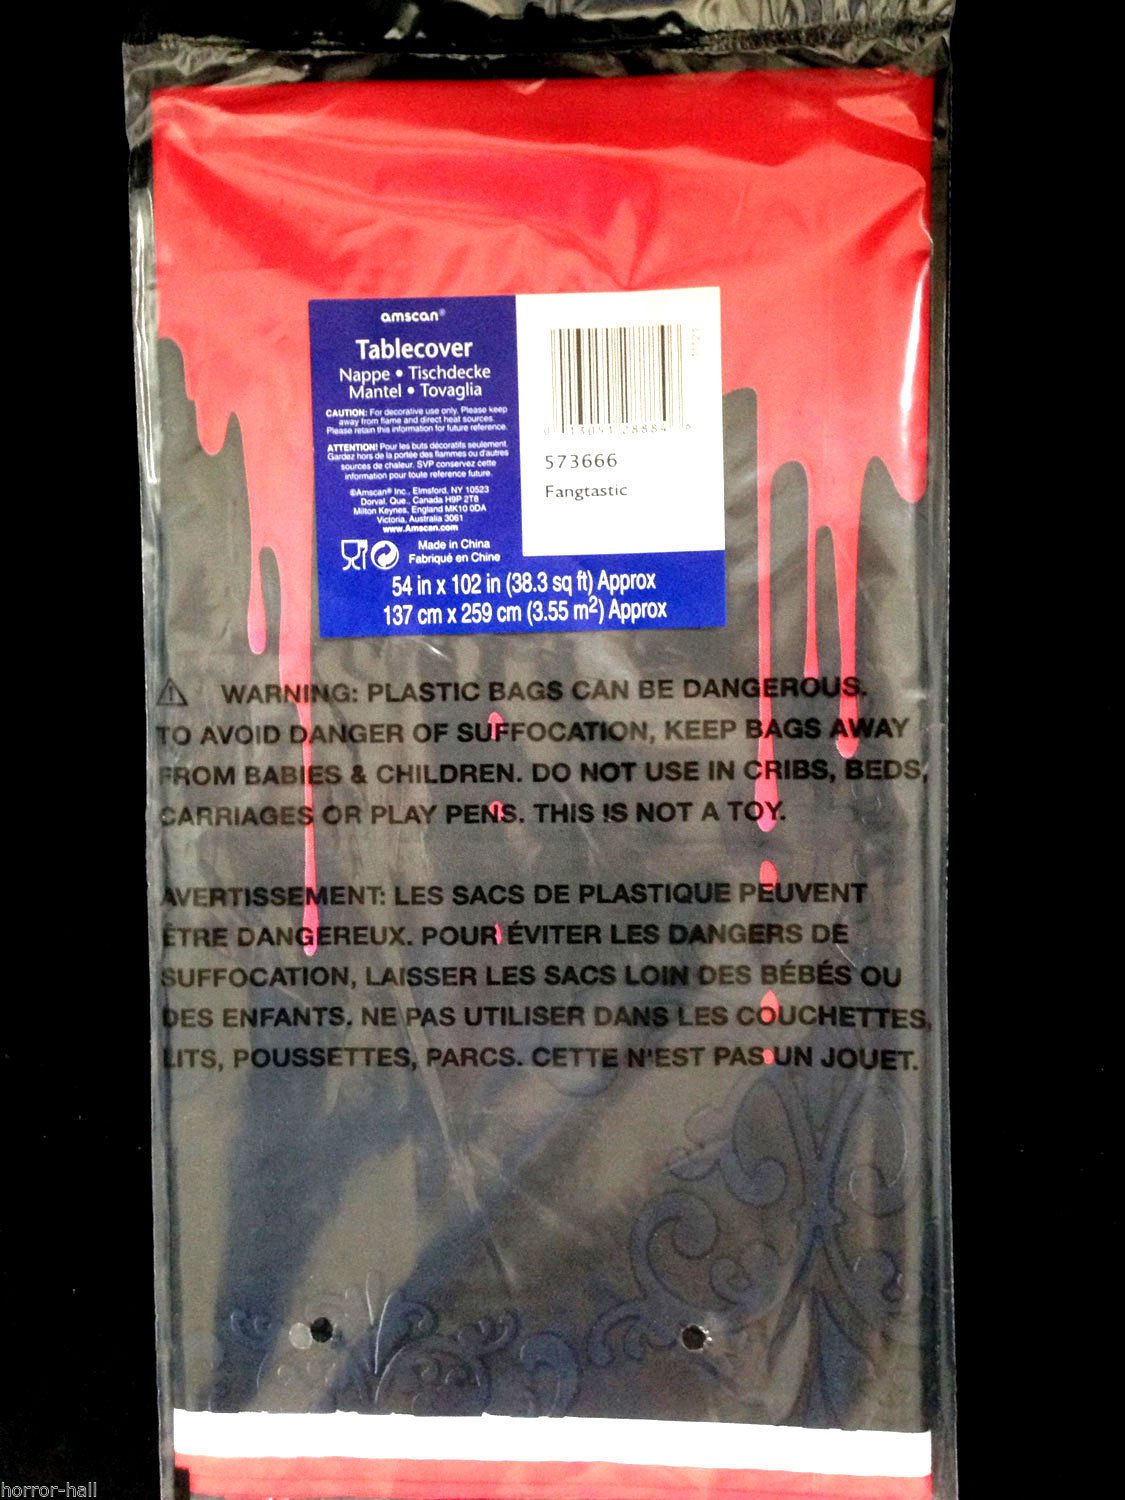 amscan®
Tablecover
Nappe • Tischdecke
Mantel • Tovaglia
CAUTION: For decorative use only. Please keep
away from flame and direct heat sources.
Please retain this information for future reference.
ATTENTION! Pour les buts décoratifs seulement.
Gardez hors de la portée des flammes ou d'autres
sources de chaleur. SVP conservez cette
information pour toute reference future.
©Amscan® Inc., Elmsford, NY 10523
Dorval, Que., Canada H9P 2T8
Milton Keynes, England MK10 0DA
Victoria, Australia 3061
www.Amscan.com
Made in China
Fabriqué en Chine
54 in x 102 in (38.3 sq ft) Approx
137 cm x 259 cm (3.55 m²) Approx
573666
Fangtastic
WARNING: PLASTIC BAGS CAN BE DANGEROUS.
TO AVOID DANGER OF SUFFOCATION, KEEP BAGS AWAY
FROM BABIES & CHILDREN. DO NOT USE IN CRIBS, BEDS,
CARRIAGES OR PLAY PENS. THIS IS NOT A TOY.
AVERTISSEMENT: LES SACS DE PLASTIQUE PEUVENT
ÊTRE DANGEREUX. POUR ÉVITER LES DANGERS DE
SUFFOCATION, LAISSER LES SACS LOIN DES BÉBÉS OU
DES ENFANTS. NE PAS UTILISER DANS LES COUCHETTES,
LITS, POUSSETTES, PARCS. CETTE N'EST PAS UN JOUET.
horror-hall